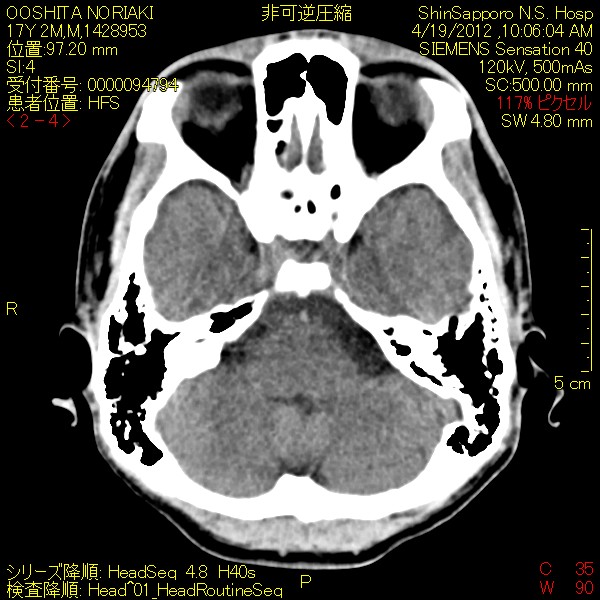 OOSHITA NORIAKI
17Y 2M,M,1428953
位置:97.20 mm
SI:4
受付番号: 0000094794
患者位置: HFS
<2-4>
非可逆圧縮
ShinSapporo N.S. Hosp
4/19/2012 ,10:06:04 AM
SIEMENS Sensation 40
120kV, 500mAs
SC:500.00 mm
117% ピクセル
SW 4.80 mm
R
5 cm
シリーズ降順: HeadSeq 4.8 H40s
検査降順: Head^01_HeadRoutineSeq
P
C 35
W 90